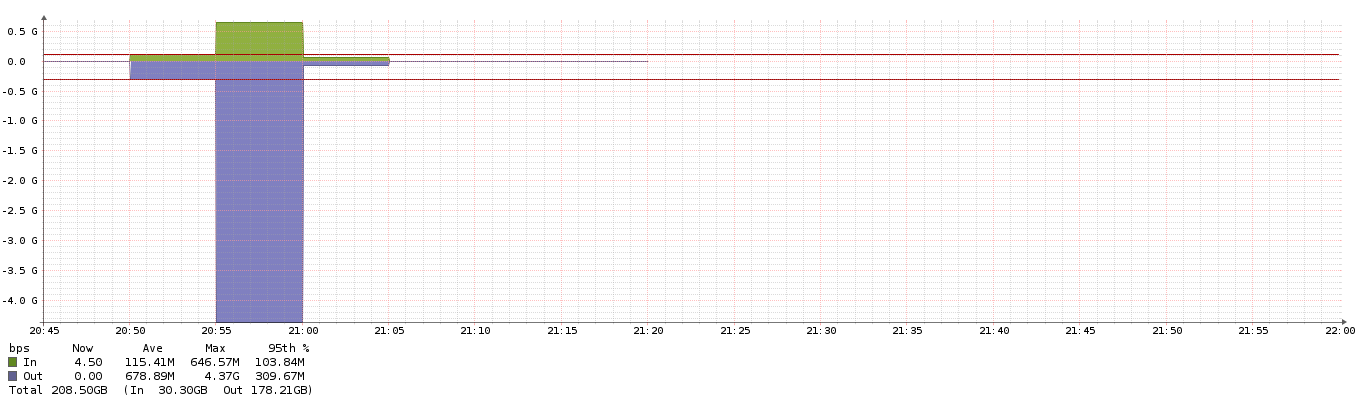 0.5 G
0.0
-0.5 G
-1.0 G
-1.5 G
-2.0 G
-2.5 G
-3.0 G
-3.5 G
-4.0 G
20:45 20:50 20:55 21:00 21:05 21:10 21:15 21:20 21:25 21:30 21:35 21:40 21:45 21:50 21:55 22:00
bps Now Ave Max 95th %
In 4.50 115.41M 646.57M 103.84M
Out 0.00 678.89M 4.37G 309.67M
Total 208.50GB (In 30.30GB Out 178.21GB)